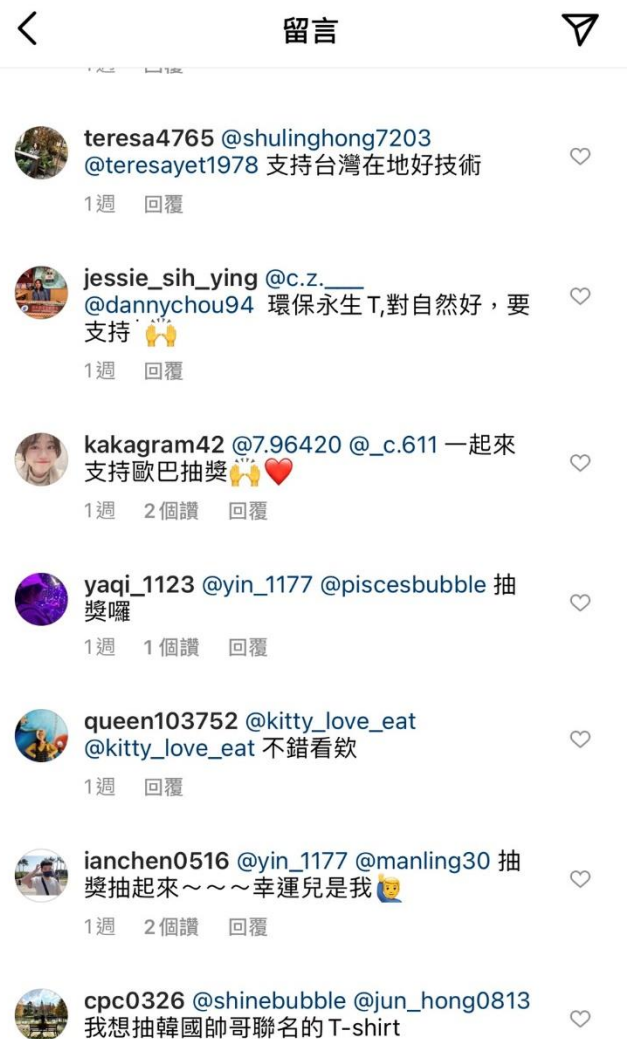 留言
1週 回覆
teresa4765 @shulinghong7203
@teresayet1978 支持台灣在地好技術
1週 回覆
jessie_sih_ying @c.z.____
@dannychou94 環保永生T,對自然好，要
支持🙌
1週 回覆
kakagram42 @7.96420 @_c.611 一起來
支持歐巴抽獎🙌❤️
1週 2個讚 回覆
yaqi_1123 @yin_1177 @piscesbubble 抽
獎囉
1週 1個讚 回覆
queen103752 @kitty_love_eat
@kitty_love_eat 不錯看欸
1週 回覆
ianchen0516 @yin_1177 @manling30 抽
獎抽起來～～～幸運兒是我🙋‍♂️
1週 2個讚 回覆
cpc0326 @shinebubble @jun_hong0813
我想抽韓國帥哥聯名的T-shirt